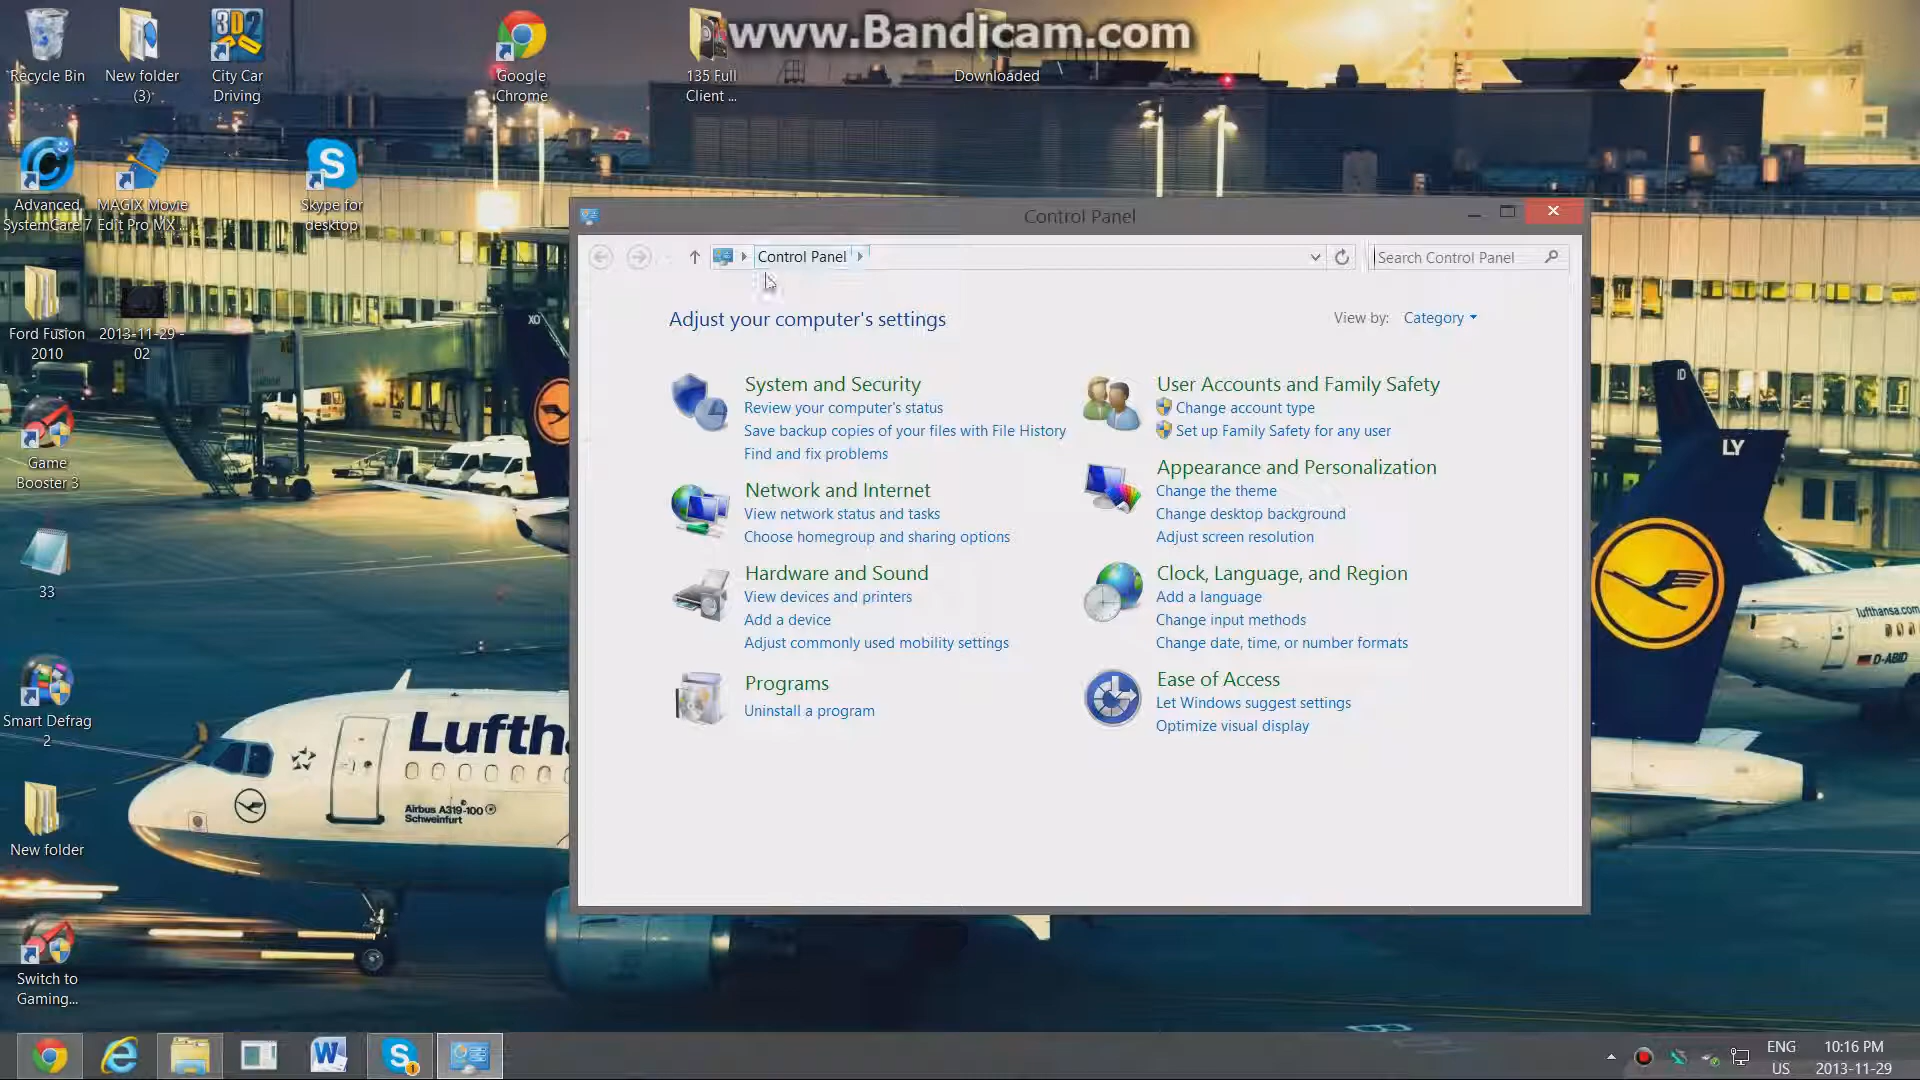 www.Bandicam.com
Recycle Bin
New folder
(3)
City Car
Driving
Google
Chrome
135 Full
Client ...
Downloaded
Advanced
SystemCare 7
MAGIX Movie
Edit Pro MX ...
Skype for
desktop
Ford Fusion
2010
2013-11-29 -
02
Game
Booster 3
33
Smart Defrag
2
New folder
Switch to
Gaming...
Control Panel
Control Panel
Search Control Panel
Adjust your computer's settings
View by: Category
System and Security
Review your computer's status
Save backup copies of your files with File History
Find and fix problems
Network and Internet
View network status and tasks
Choose homegroup and sharing options
Hardware and Sound
View devices and printers
Add a device
Adjust commonly used mobility settings
Programs
Uninstall a program
User Accounts and Family Safety
Change account type
Set up Family Safety for any user
Appearance and Personalization
Change the theme
Change desktop background
Adjust screen resolution
Clock, Language, and Region
Add a language
Change input methods
Change date, time, or number formats
Ease of Access
Let Windows suggest settings
Optimize visual display
XO
ID
LY
lufthansa.com
D-ABID
Lufth
Airbus A319-100
Schweinfurt
ENG
US
10:16 PM
2013-11-29